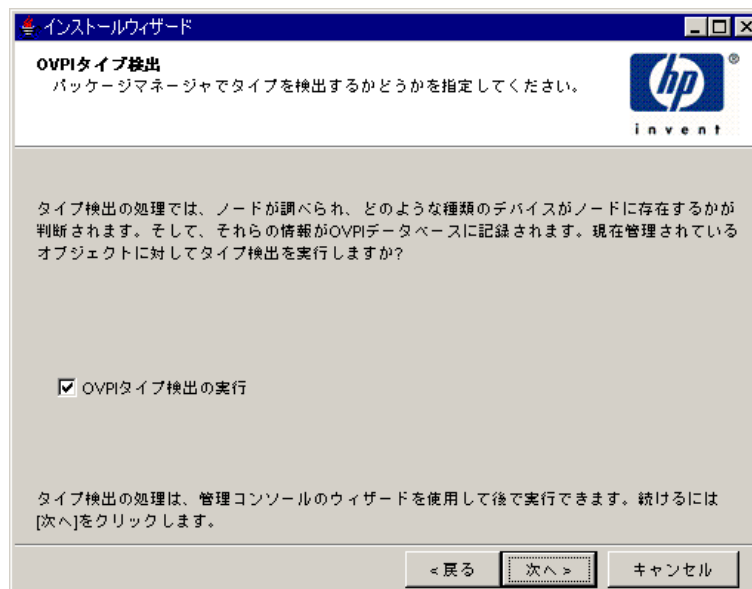 インストールウィザード
OVPIタイプ検出
パッケージマネージャでタイプを検出するかどうかを指定してください。
hp
®
invent
タイプ検出の処理では、ノードが調べられ、どのような種類のデバイスがノードに存在するかが
判断されます。そして、それらの情報がOVPIデータベースに記録されます。現在管理されている
オブジェクトに対してタイプ検出を実行しますか?
OVPIタイプ検出の実行
タイプ検出の処理は、管理コンソールのウィザードを使用して後で実行できます。続けるには
[次へ]をクリックします。
<戻る 次へ> キャンセル